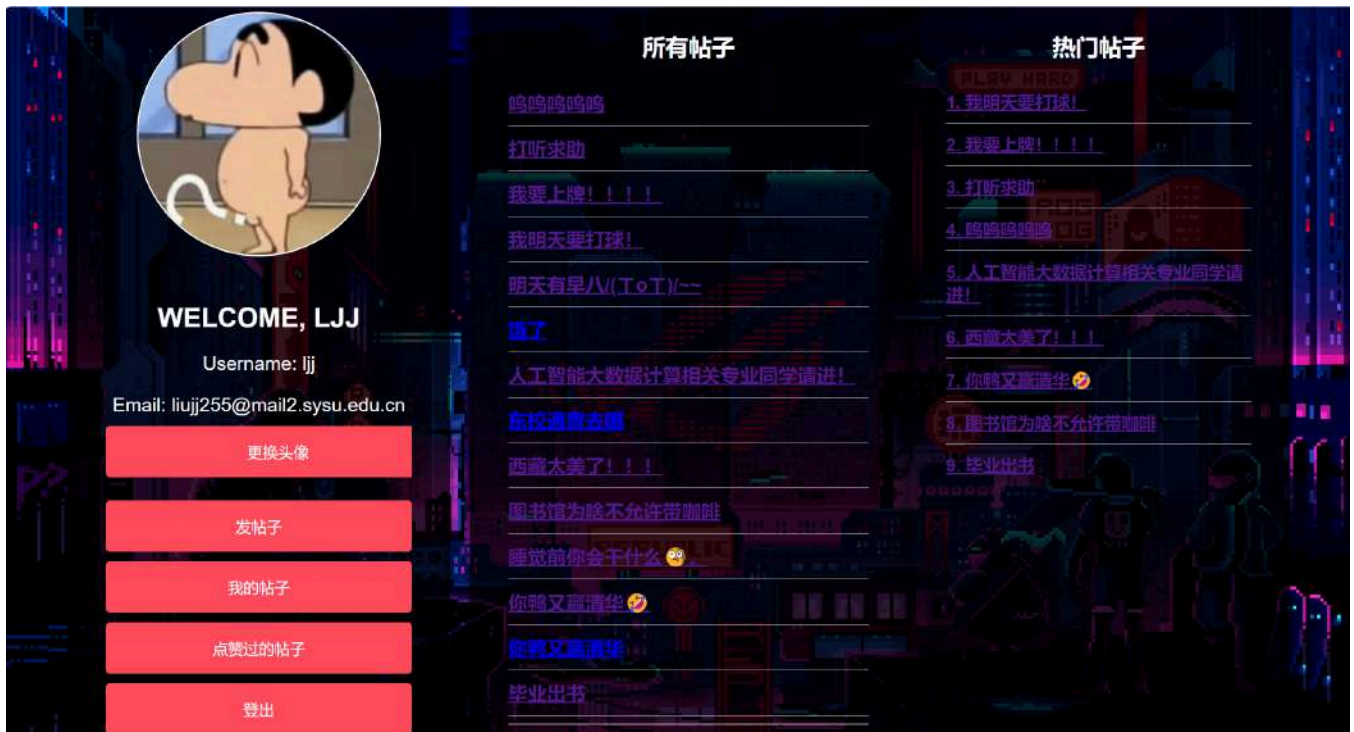 WELCOME, LJJ
Username: ljj
Email: liujj255@mail2.sysu.edu.cn
更换头像
发帖子
我的帖子
点赞过的帖子
登出
所有帖子
呜呜呜呜呜
打听求助
我要上牌！！！！
我明天要打球！
明天有早八/(ㄒoㄒ)/~~
饿了
人工智能大数据计算相关专业同学请进！
东校通宵去哪
西藏太美了！！！
图书馆为啥不允许带咖啡
睡觉前你会干什么🧐。
你鸭又赢清华🤣
你鸭又赢清华
毕业出书
热门帖子
PLAY HARD
1. 我明天要打球！
2. 我要上牌！！！！
3. 打听求助
4. 呜呜呜呜呜
5. 人工智能大数据计算相关专业同学请
进！
6. 西藏太美了！！！
7. 你鸭又赢清华🤣
8. 图书馆为啥不允许带咖啡
9. 毕业出书
ROG
REPUBLIC